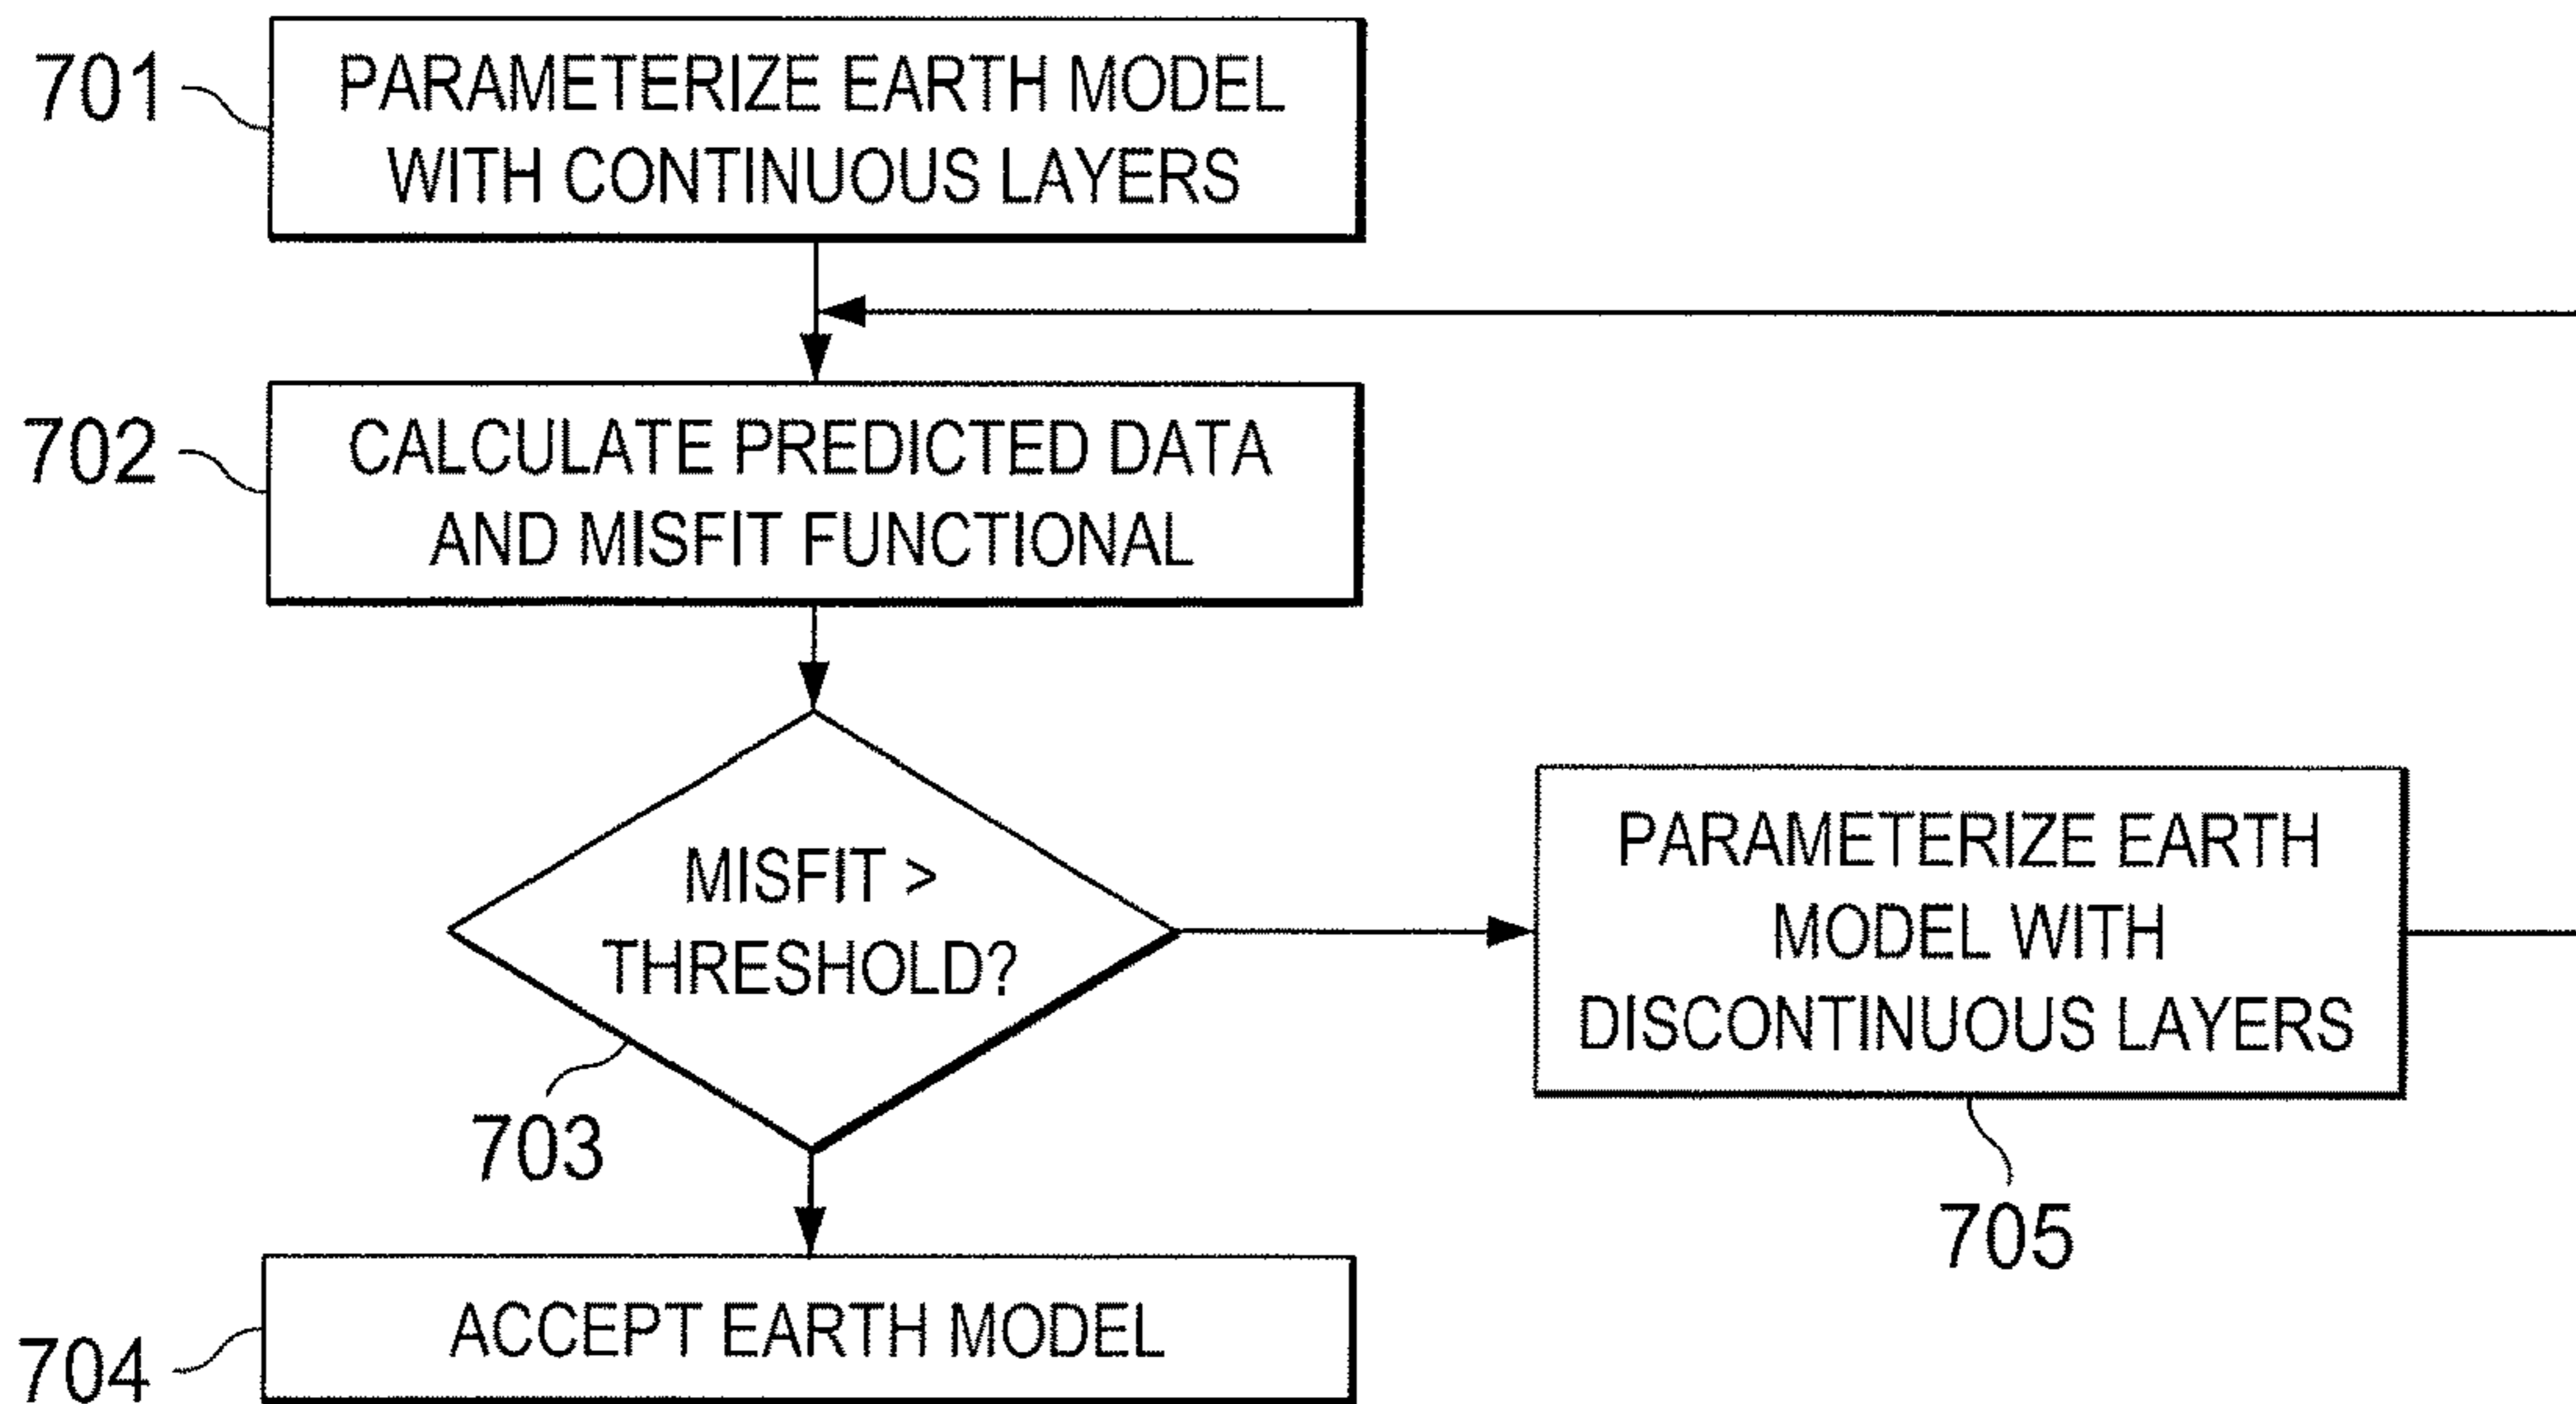 701
PARAMETERIZE EARTH MODEL
WITH CONTINUOUS LAYERS
702
CALCULATE PREDICTED DATA
AND MISFIT FUNCTIONAL
MISFIT >
THRESHOLD?
703
PARAMETERIZE EARTH
MODEL WITH
DISCONTINUOUS LAYERS
705
704
ACCEPT EARTH MODEL